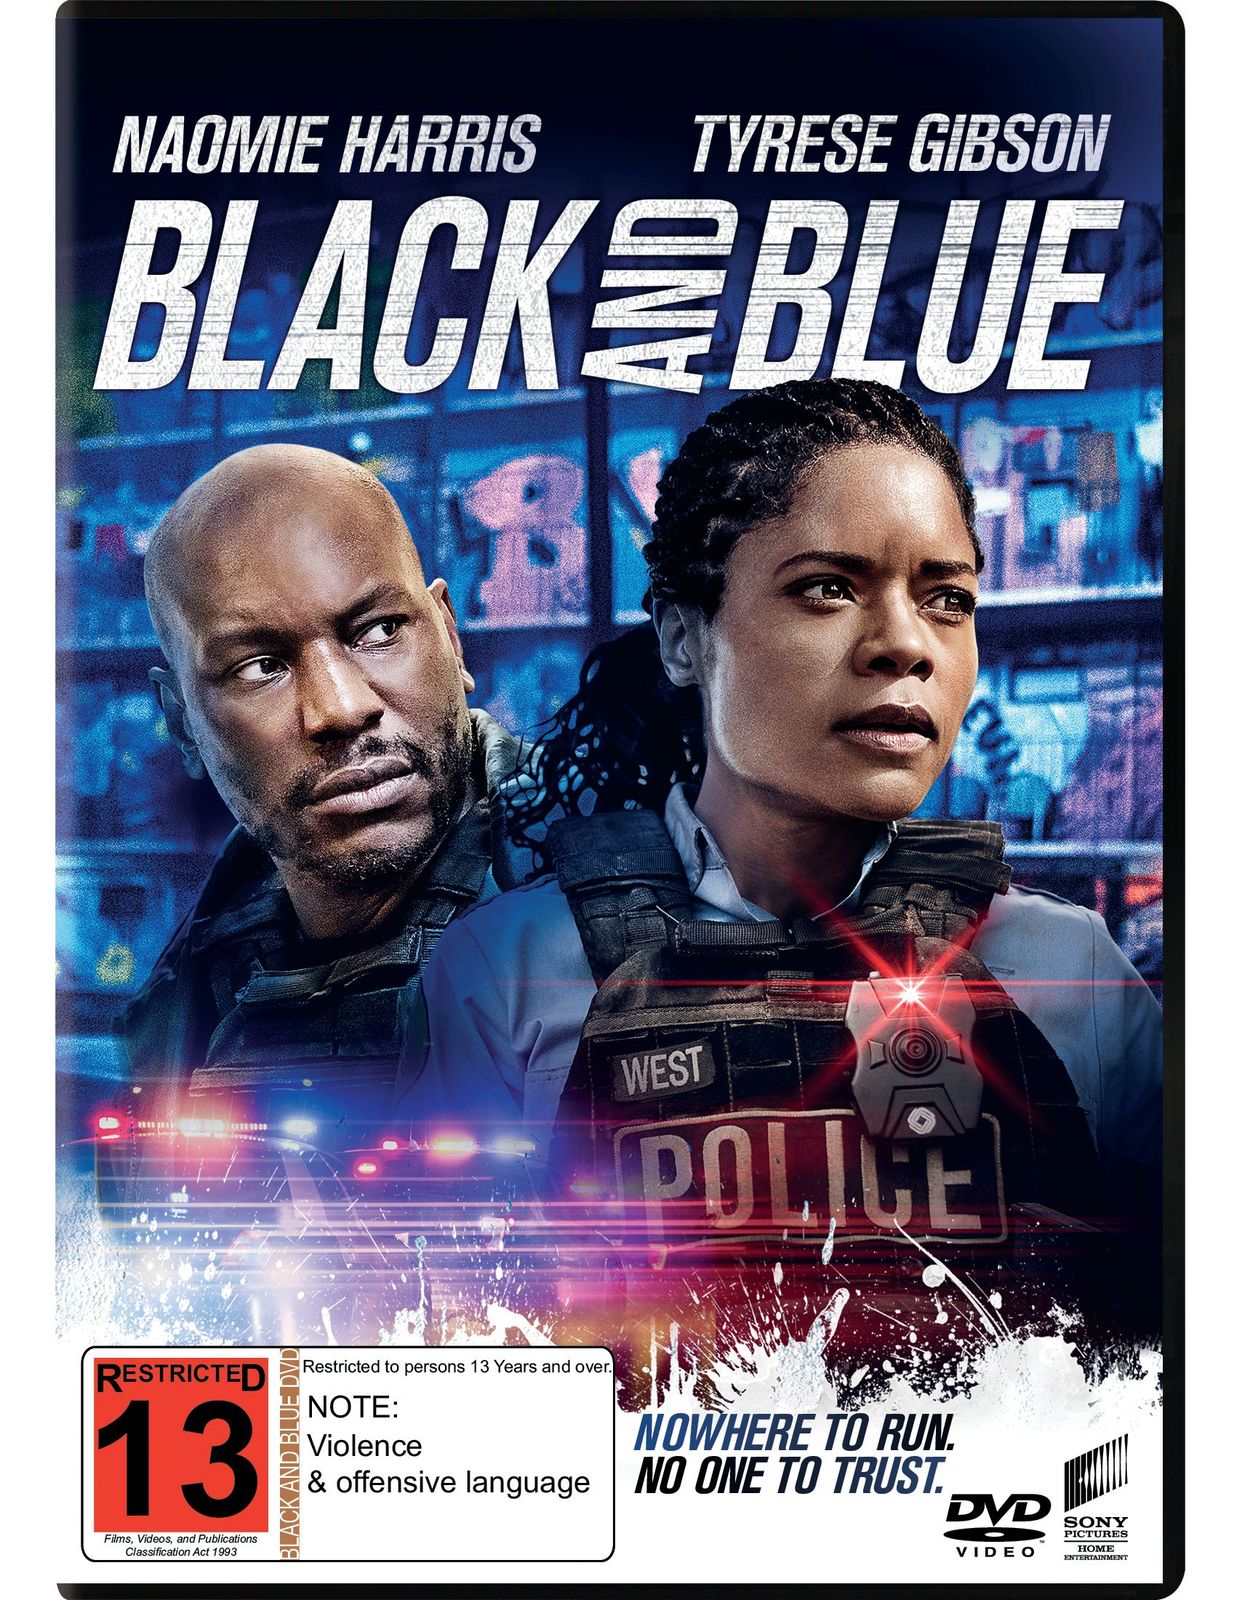 NAOMIE HARRIS TYRESE GIBSON
BLACK AND BLUE
EVIL
WEST
POLICE
RESTRICTED
13
Films, Videos, and Publications
Classification Act 1993
BLACK AND BLUE DVD
Restricted to persons 13 Years and over.
NOTE:
Violence
& offensive language
NOWHERE TO RUN.
NO ONE TO TRUST.
DVD
VIDEO
TM
SONY
PICTURES
HOME
ENTERTAINMENT